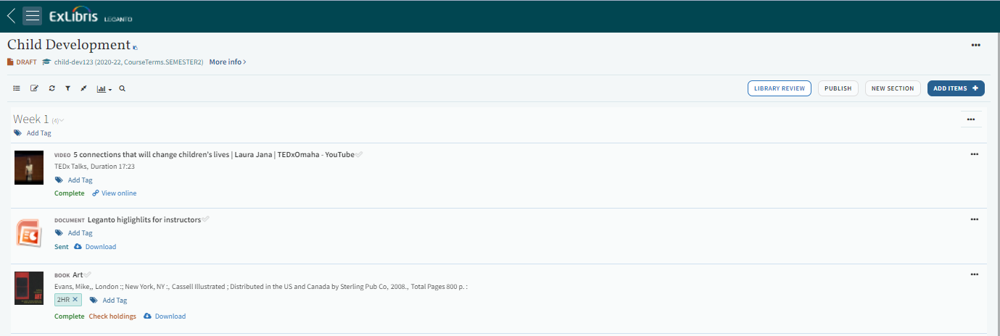 ExLibris LEGANTO
Child Development
DRAFT child-dev123 (2020-22, CourseTerms.SEMESTER2) More info
LIBRARY REVIEW PUBLISH NEW SECTION ADD ITEMS +
Week 1 (4)
Add Tag
VIDEO 5 connections that will change children's lives | Laura Jana | TEDxOmaha - YouTube
TEDx Talks, Duration 17:23
Add Tag
Complete View online
DOCUMENT Leganto higlighlits for instructors
Add Tag
Sent Download
BOOK Art
Evans, Mike,, London :; New York, NY :, Cassell Illustrated ; Distributed in the US and Canada by Sterling Pub Co, 2008., Total Pages 800 p. :
2HR × Add Tag
Complete Check holdings Download